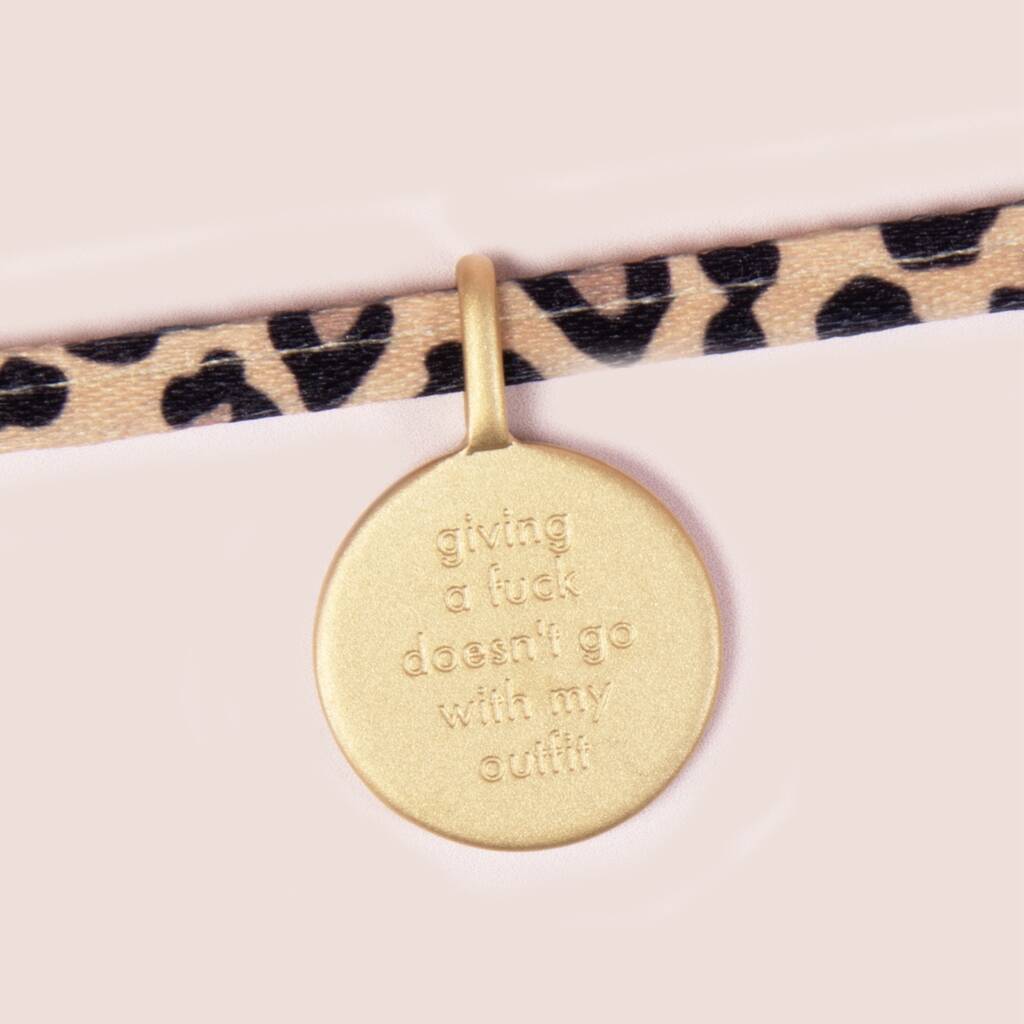 giving
a fuck
doesn't go
with my
outfit